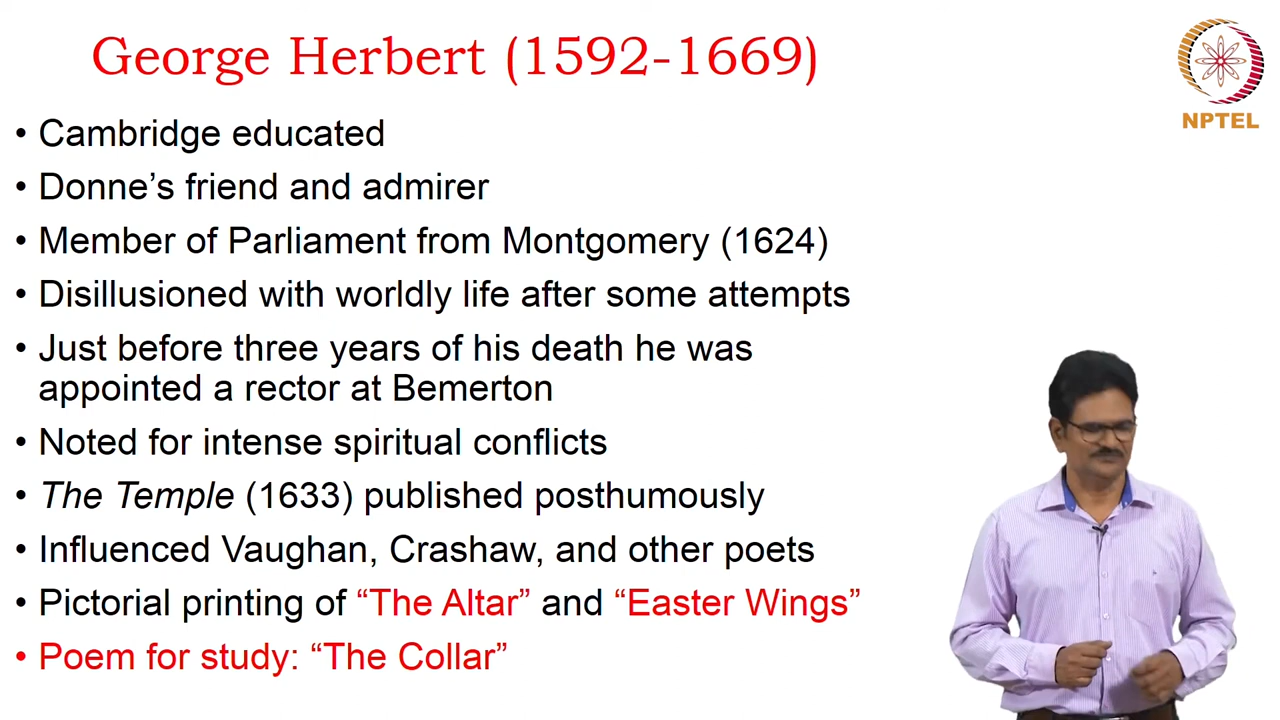 George Herbert (1592-1669)
NPTEL
• Cambridge educated
• Donne’s friend and admirer
• Member of Parliament from Montgomery (1624)
• Disillusioned with worldly life after some attempts
• Just before three years of his death he was
appointed a rector at Bemerton
• Noted for intense spiritual conflicts
• The Temple (1633) published posthumously
• Influenced Vaughan, Crashaw, and other poets
• Pictorial printing of “The Altar” and “Easter Wings”
• Poem for study: “The Collar”